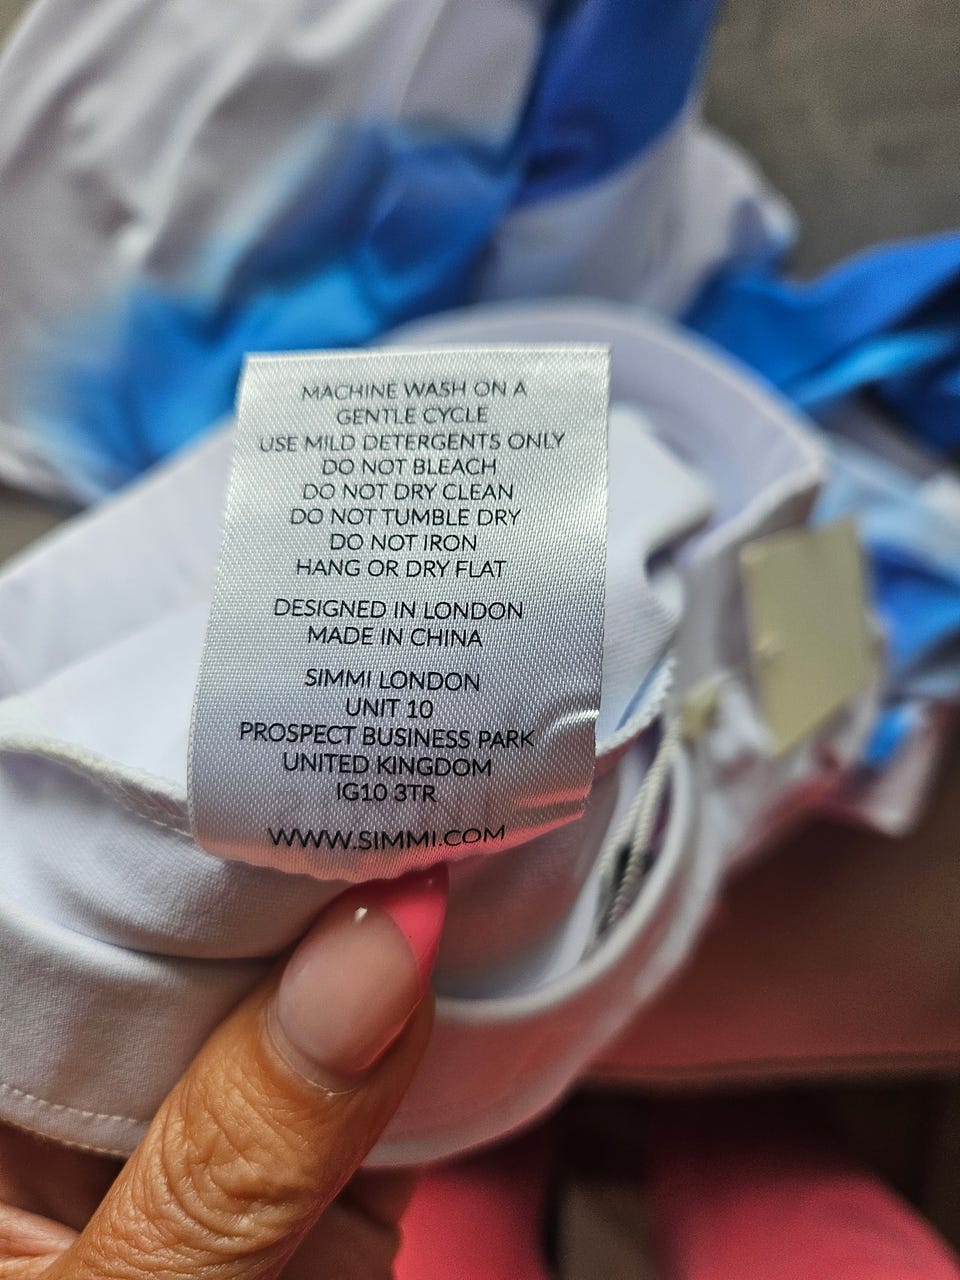 MACHINE WASH ON A
GENTLE CYCLE
USE MILD DETERGENTS ONLY
DO NOT BLEACH
DO NOT DRY CLEAN
DO NOT TUMBLE DRY
DO NOT IRON
HANG OR DRY FLAT
DESIGNED IN LONDON
MADE IN CHINA
SIMMI LONDON
UNIT 10
PROSPECT BUSINESS PARK
UNITED KINGDOM
IG10 3TR
WWW.SIMMI.COM